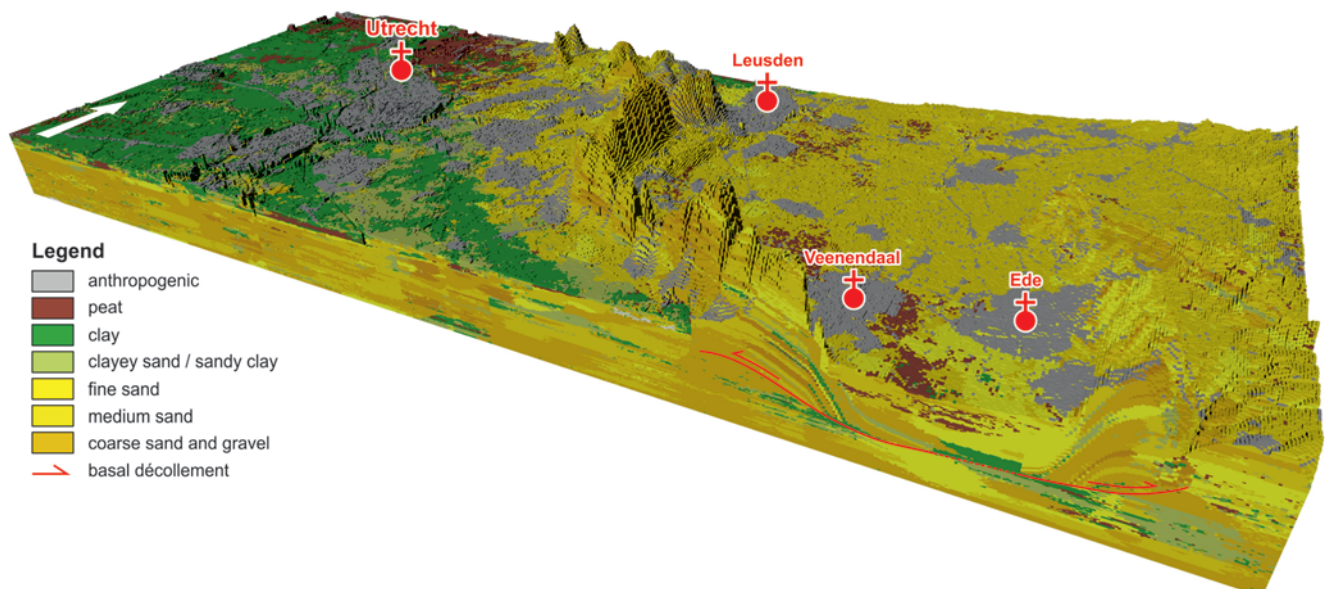 Utrecht
Leusden
Veenendaal
Ede
Legend
anthropogenic
peat
clay
clayey sand / sandy clay
fine sand
medium sand
coarse sand and gravel
basal décollement